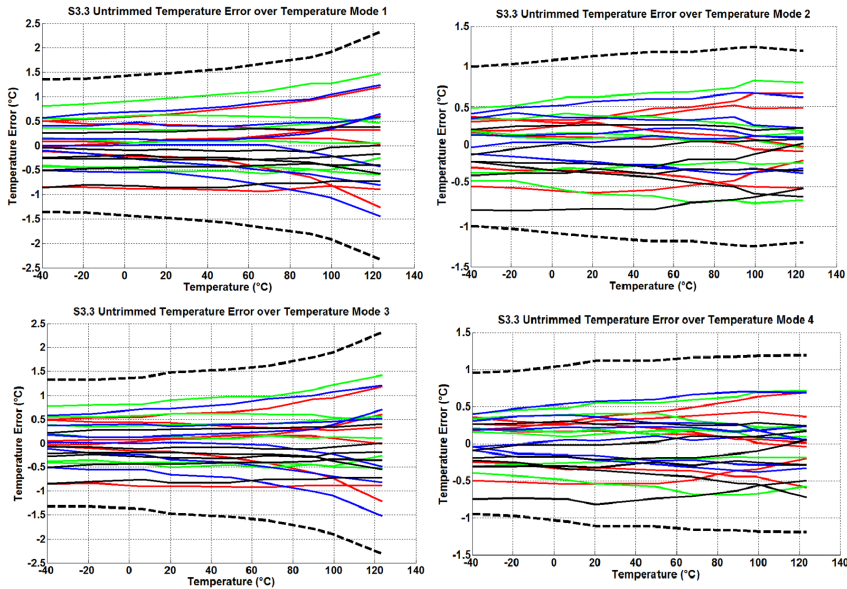 S3.3 Untrimmed Temperature Error over Temperature Mode 1
Temperature Error (°C)
2.5
2
1.5
1
0.5
0
-0.5
-1
-1.5
-2
-2.5
-40 -20 0 20 40 60 80 100 120 140
Temperature (°C)
S3.3 Untrimmed Temperature Error over Temperature Mode 2
Temperature Error (°C)
1.5
1
0.5
0
-0.5
-1
-1.5
-40 -20 0 20 40 60 80 100 120 140
Temperature (°C)
S3.3 Untrimmed Temperature Error over Temperature Mode 3
Temperature Error (°C)
2.5
2
1.5
1
0.5
0
-0.5
-1
-1.5
-2
-2.5
-40 -20 0 20 40 60 80 100 120 140
Temperature (°C)
S3.3 Untrimmed Temperature Error over Temperature Mode 4
Temperature Error (°C)
1.5
1
0.5
0
-0.5
-1
-1.5
-40 -20 0 20 40 60 80 100 120 140
Temperature (°C)